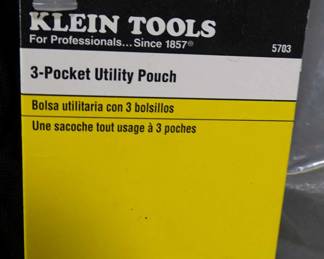 KLEIN TOOLS
For Professionals...Since 1857®
5703
3-Pocket Utility Pouch
Bolsa utilitaria con 3 bolsillos
Une sacoche tout usage à 3 poches